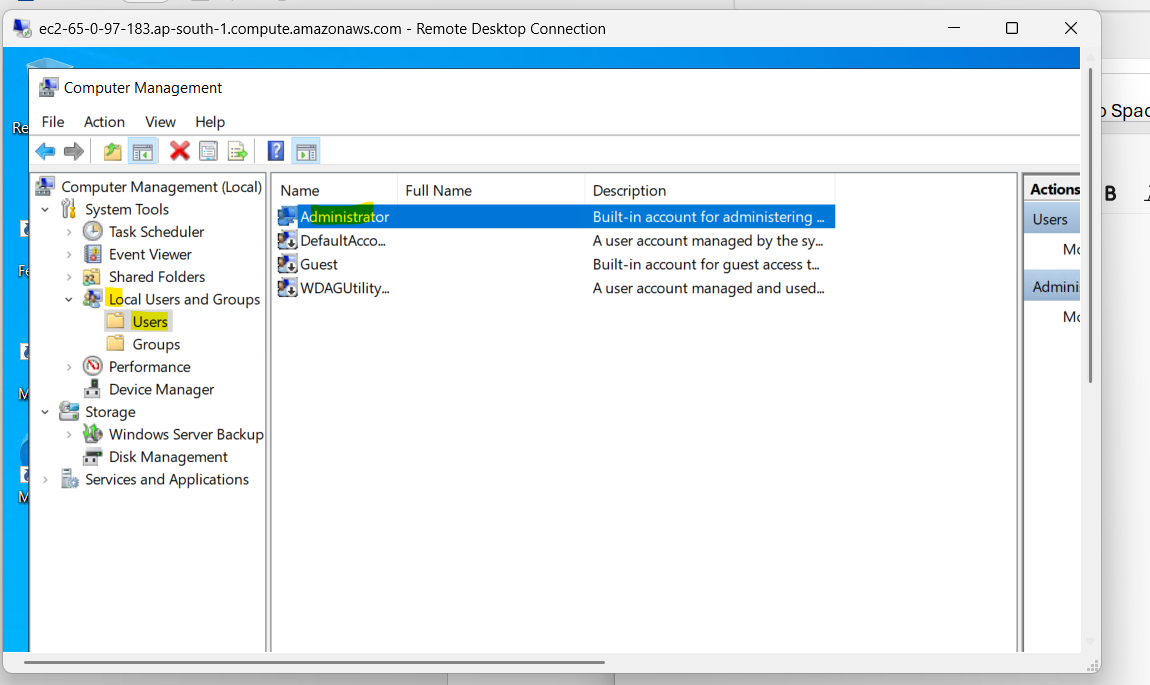 ec2-65-0-97-183.ap-south-1.compute.amazonaws.com - Remote Desktop Connection
Computer Management
File Action View Help
Computer Management (Local)
System Tools
Task Scheduler
Event Viewer
Shared Folders
Local Users and Groups
Users
Groups
Performance
Device Manager
Storage
Windows Server Backup
Disk Management
Services and Applications
Name Full Name Description
Administrator Built-in account for administering ...
DefaultAcco... A user account managed by the sy...
Guest Built-in account for guest access t...
WDAGUtility... A user account managed and used...
Actions
Users
Mo
Admini
Mo
Re
Fe
M
M
o Spac
B